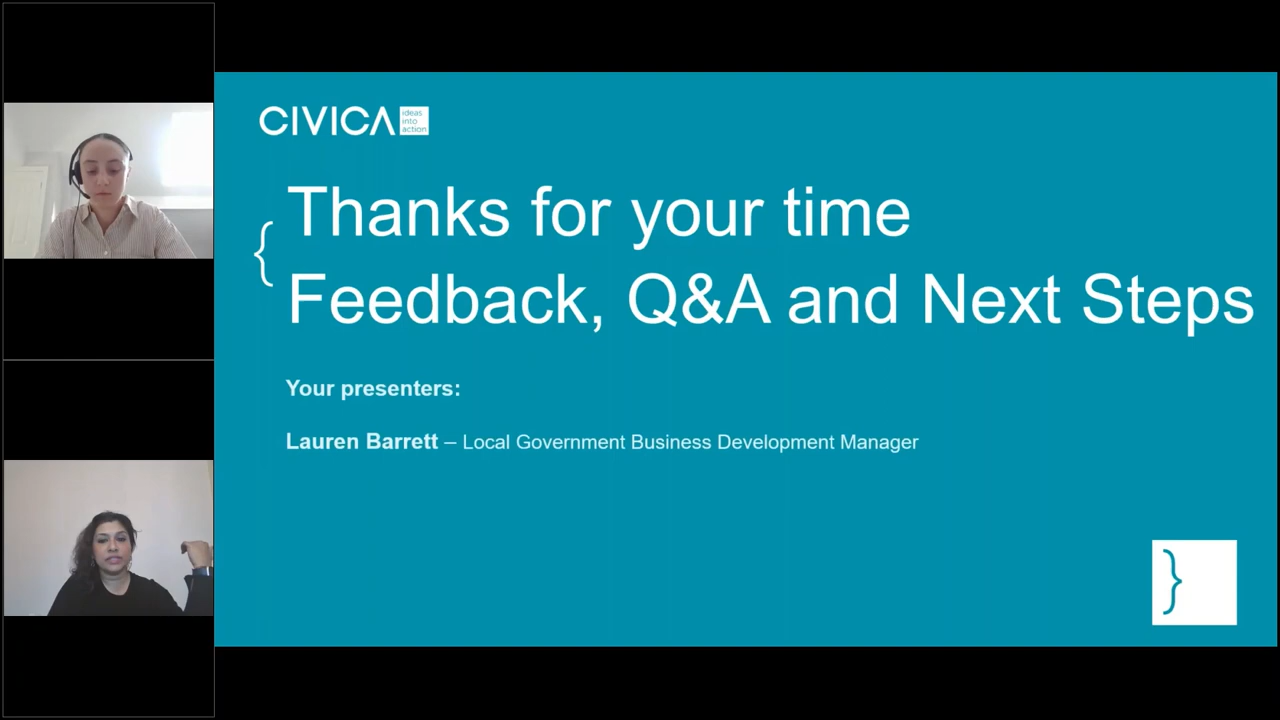 CIVICA
ideas
into
action
{ Thanks for your time
Feedback, Q&A and Next Steps
Your presenters:
Lauren Barrett – Local Government Business Development Manager
}